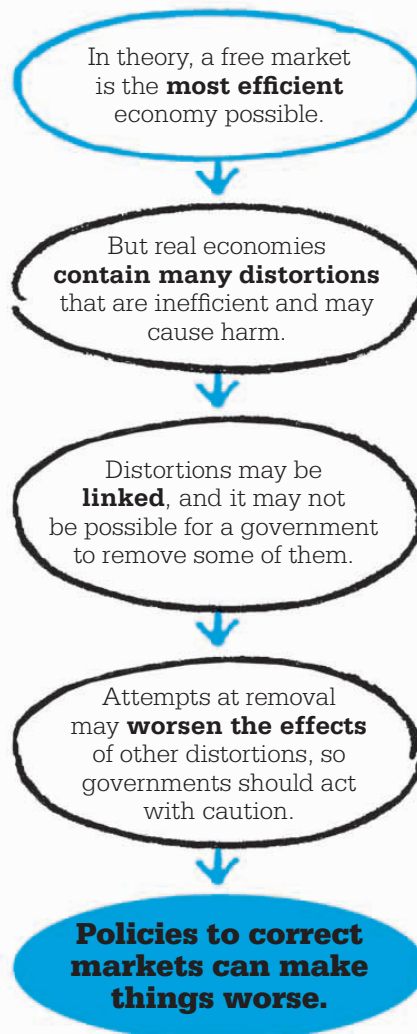 In theory, a free market
is the most efficient
economy possible.
But real economies
contain many distortions
that are inefficient and may
cause harm.
Distortions may be
linked, and it may not
be possible for a government
to remove some of them.
Attempts at removal
may worsen the effects
of other distortions, so
governments should act
with caution.
Policies to correct
markets can make
things worse.